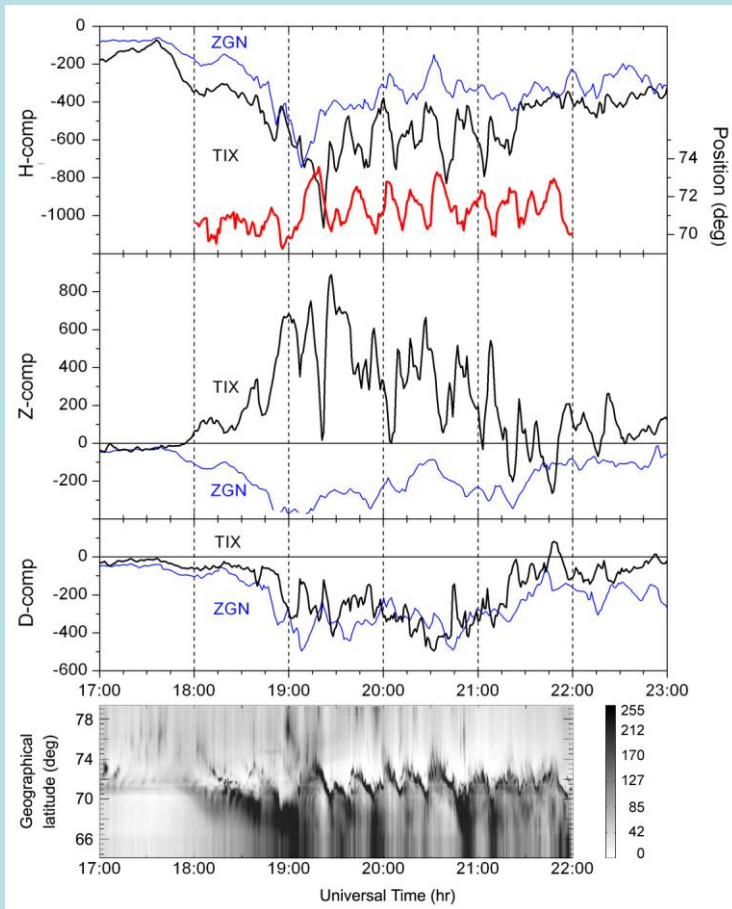 0
-200
-400
-600
-800
-1000
H-comp
ZGN
TIX
74
72
70
Position (deg)
800
600
400
200
0
-200
Z-comp
TIX
ZGN
0
-200
-400
-600
D-comp
TIX
ZGN
17:00 18:00 19:00 20:00 21:00 22:00 23:00
78
74
70
66
Geographical
latitude (deg)
255
212
170
127
85
42
0
17:00 18:00 19:00 20:00 21:00 22:00
Universal Time (hr)